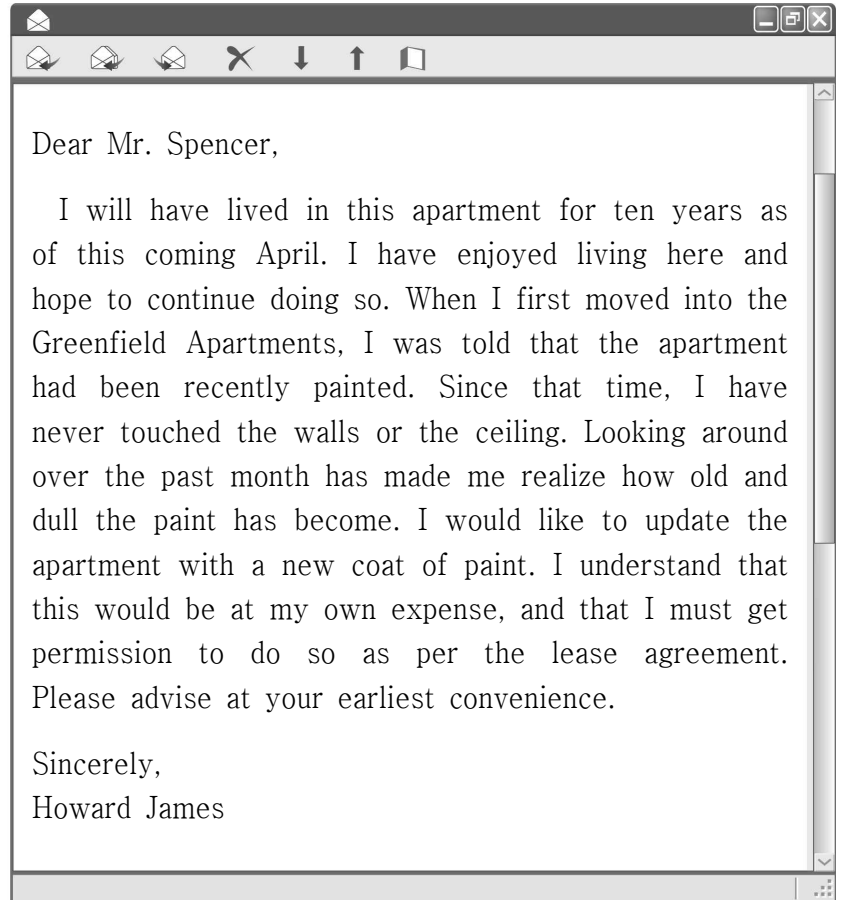 Dear Mr. Spencer,
I will have lived in this apartment for ten years as
of this coming April. I have enjoyed living here and
hope to continue doing so. When I first moved into the
Greenfield Apartments, I was told that the apartment
had been recently painted. Since that time, I have
never touched the walls or the ceiling. Looking around
over the past month has made me realize how old and
dull the paint has become. I would like to update the
apartment with a new coat of paint. I understand that
this would be at my own expense, and that I must get
permission to do so as per the lease agreement.
Please advise at your earliest convenience.
Sincerely,
Howard James